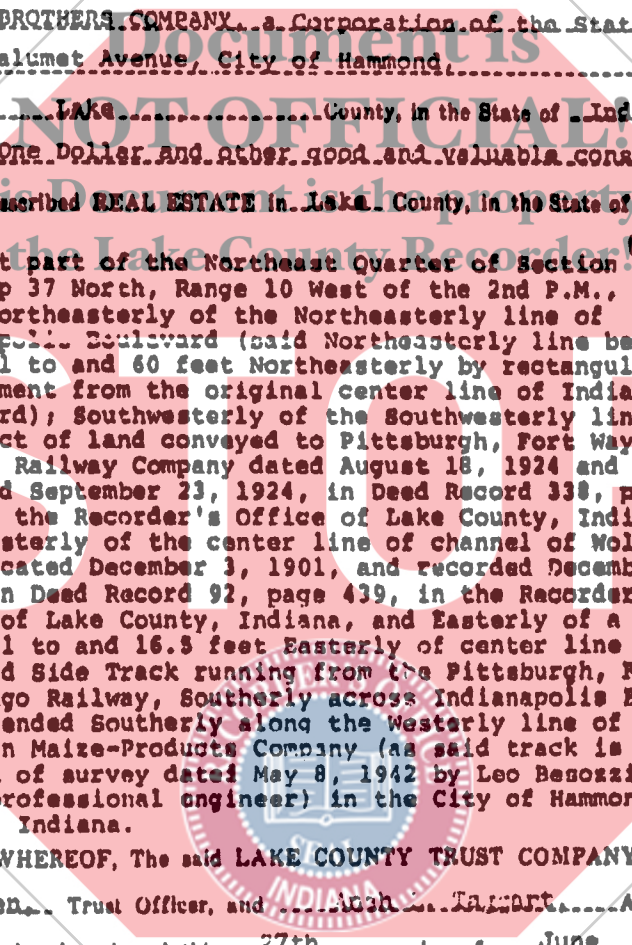 BROTHERS COMPANY, a Corporation of the Stat
alumet Avenue, City of Hammond,
Document is
Lake County, in the State of Ind
NOT OFFICIAL!
One Dollar and other good and valuable cons
is Document is the property
escribed REAL ESTATE in Lake County, in the State of
the Lake County Recorder!
t part of the Northeast Quarter of Section
p 37 North, Range 10 West of the 2nd P.M.,
ortheasterly of the Northeasterly line of
Boulevard (said Northeasterly line be
l to and 60 feet Northeasterly by rectangul
ment from the original center line of India
rd); Southwesterly of the Southwesterly lin
ct of land conveyed to Pittsburgh, Fort Way
Railway Company dated August 18, 1924 and
d September 23, 1924, in Deed Record 338, p
STOP
the Recorder's Office of Lake County, Indi
sterly of the center line of channel of Wol
cated December 3, 1901, and recorded Decemb
n Deed Record 92, page 439, in the Recorder
of Lake County, Indiana, and Easterly of a
l to and 16.5 feet Easterly of center line
d Side Track running from the Pittsburgh, F
go Railway, Southerly across Indianapolis B
ended Southerly along the Westerly line of
n Maize-Products Company (as said track is
of survey dated May 8, 1942 by Leo Besozzi
professional engineer) in the City of Hammon
Indiana.
SEAL
WHEREOF, The said LAKE COUNTY TRUST COMPANY
INDIANA
en, Trust Officer, and A
27th June